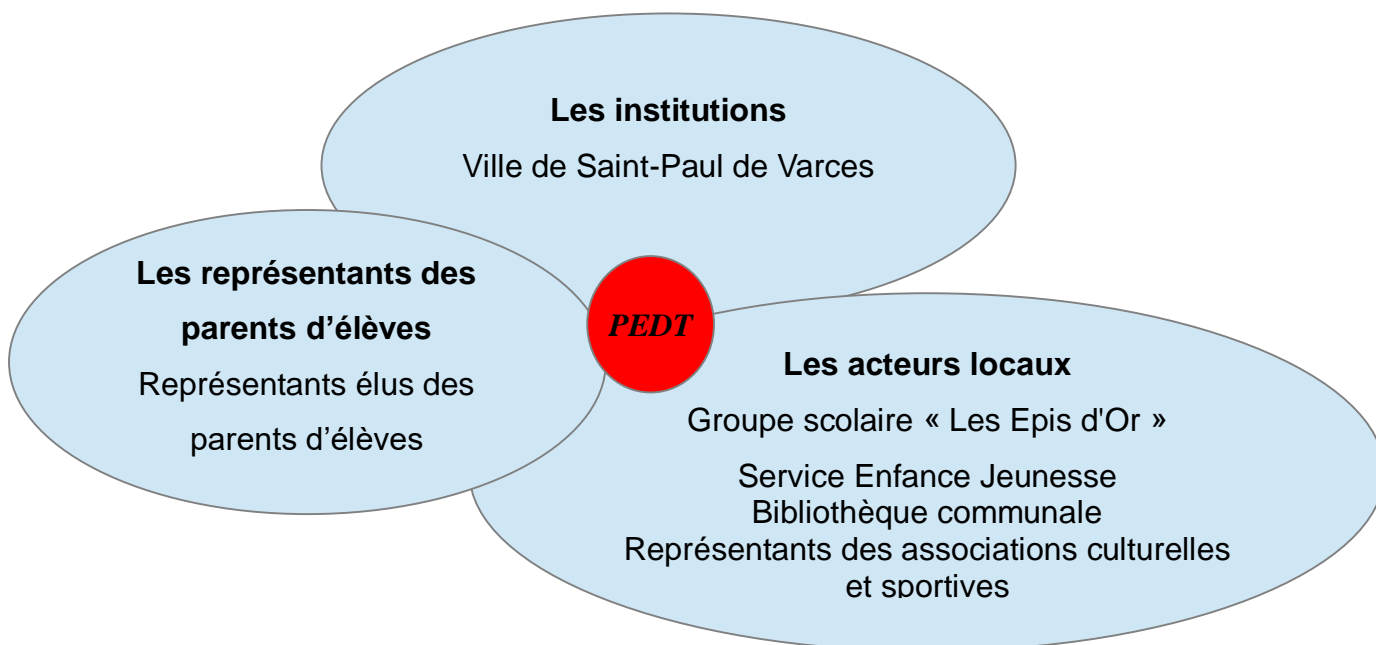 Les institutions
Ville de Saint-Paul de Varces
Les représentants des
parents d’élèves
Représentants élus des
parents d’élèves
PEDT
Les acteurs locaux
Groupe scolaire « Les Epis d'Or »
Service Enfance Jeunesse
Bibliothèque communale
Représentants des associations culturelles
et sportives